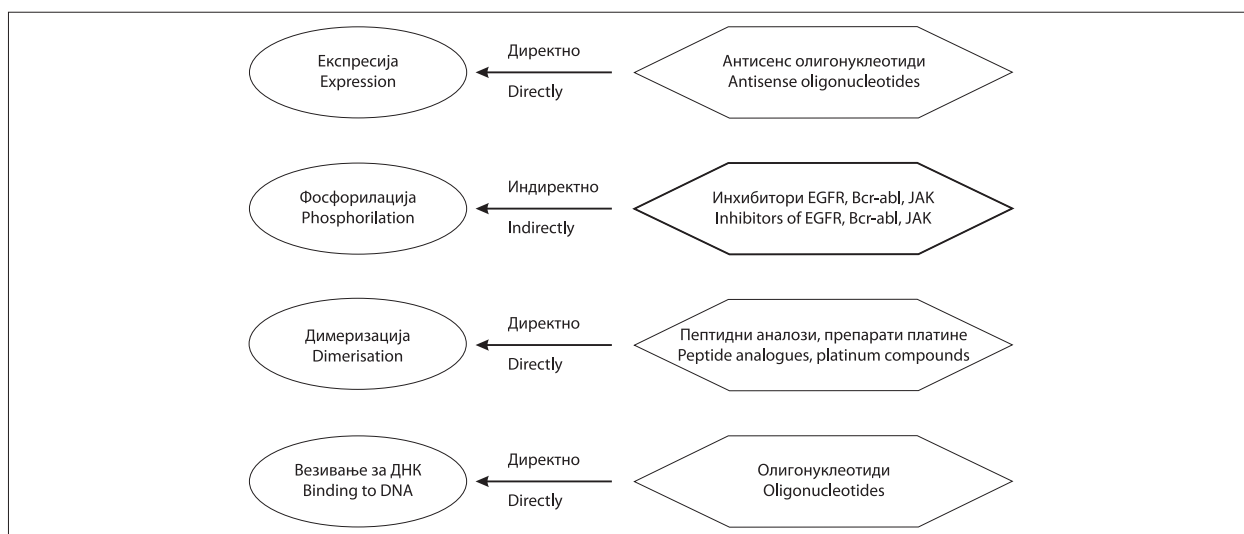 Експресија
Expression
Директно
Directly
Антисенс олигонуклеотиди
Antisense oligonucleotides
Фосфорилација
Phosphorilation
Индиректно
Indirectly
Инхибитори EGFR, Bcr-abl, JAK
Inhibitors of EGFR, Bcr-abl, JAK
Димеризација
Dimerisation
Директно
Directly
Пептидни аналози, препарати платине
Peptide analogues, platinum compounds
Везивање за ДНК
Binding to DNA
Директно
Directly
Олигонуклеотиди
Oligonucleotides